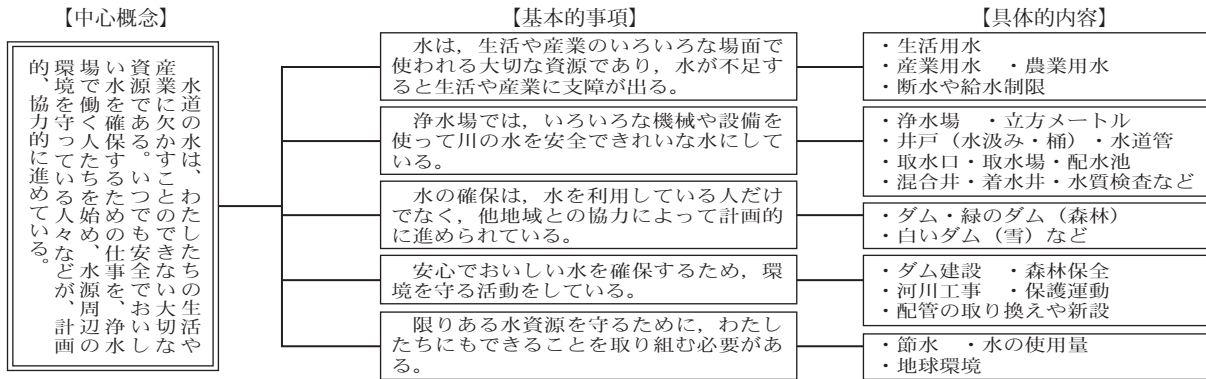 【中心概念】
水道の水は、わたしたちの生活や
産業に欠かすことのできない大切な
資源である。いつでも安全でおいし
い水を確保するための仕事を、浄水
場で働く人たちを始め、水源周辺の
環境を守っている人々などが、計画
的、協力的に進めている。
【基本的事項】
水は，生活や産業のいろいろな場面で
使われる大切な資源であり，水が不足す
ると生活や産業に支障が出る。
浄水場では，いろいろな機械や設備を
使って川の水を安全できれいな水にして
いる。
水の確保は，水を利用している人だけ
でなく，他地域との協力によって計画的
に進められている。
安心でおいしい水を確保するため，環
境を守る活動をしている。
限りある水資源を守るために，わたし
たちにもできることを取り組む必要があ
る。
【具体的内容】
・生活用水
・産業用水　・農業用水
・断水や給水制限
・浄水場　・立方メートル
・井戸（水汲み・桶）・水道管
・取水口・取水場・配水池
・混合井・着水井・水質検査など
・ダム・緑のダム（森林）
・白いダム（雪）など
・ダム建設　・森林保全
・河川工事　・保護運動
・配管の取り換えや新設
・節水　・水の使用量
・地球環境